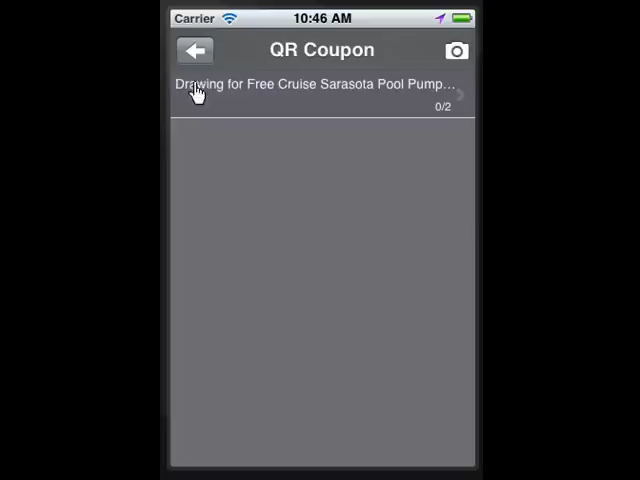 Carrier 10:46 AM
QR Coupon
Drawing for Free Cruise Sarasota Pool Pump...
0/2